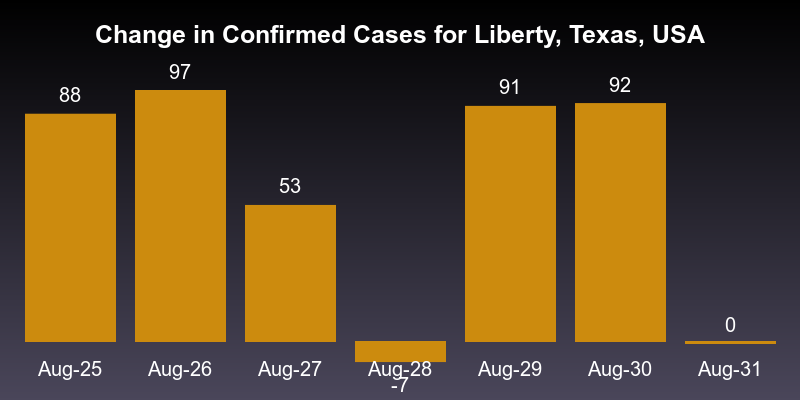 Change in Confirmed Cases for Liberty, Texas, USA
88
97
53
91
92
0
Aug-25
Aug-26
Aug-27
Aug-28
Aug-29
Aug-30
Aug-31
-7